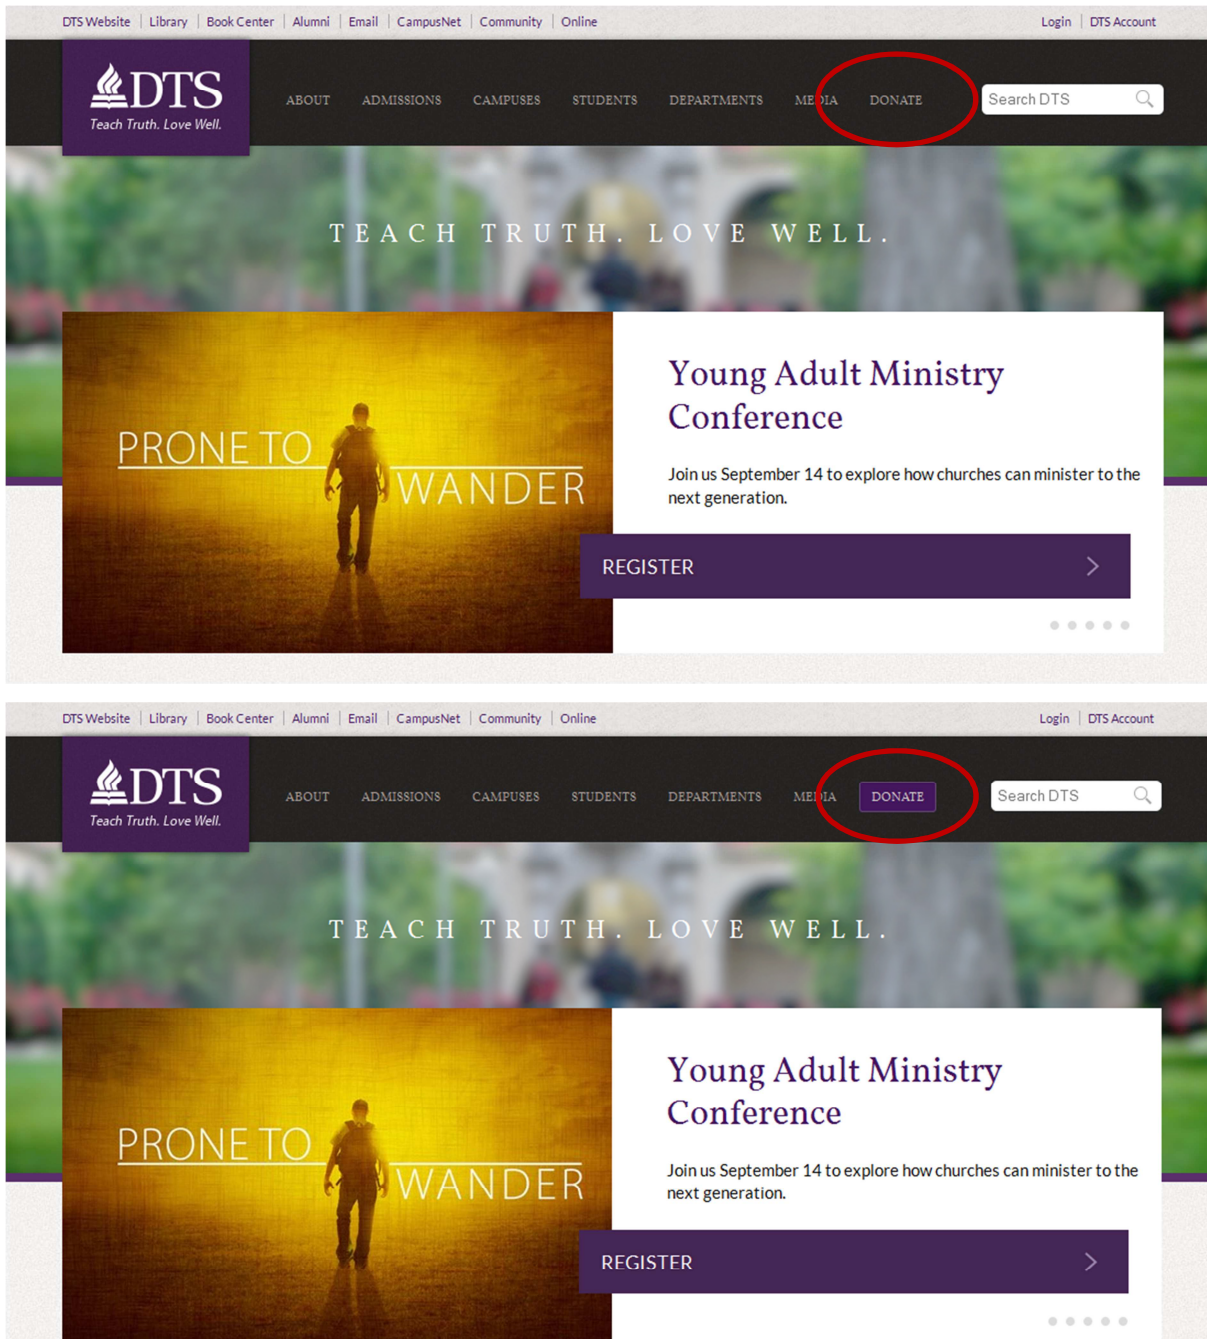 DTS Website | Library | Book Center | Alumni | Email | CampusNet | Community | Online Login | DTS Account
DTS
Teach Truth. Love Well.
ABOUT ADMISSIONS CAMPUSES STUDENTS DEPARTMENTS MEDIA DONATE Search DTS
TEACH TRUTH. LOVE WELL.
PRONE TO
WANDER
Young Adult Ministry
Conference
Join us September 14 to explore how churches can minister to the
next generation.
REGISTER
DTS Website | Library | Book Center | Alumni | Email | CampusNet | Community | Online Login | DTS Account
DTS
Teach Truth. Love Well.
ABOUT ADMISSIONS CAMPUSES STUDENTS DEPARTMENTS MEDIA DONATE Search DTS
TEACH TRUTH. LOVE WELL.
PRONE TO
WANDER
Young Adult Ministry
Conference
Join us September 14 to explore how churches can minister to the
next generation.
REGISTER